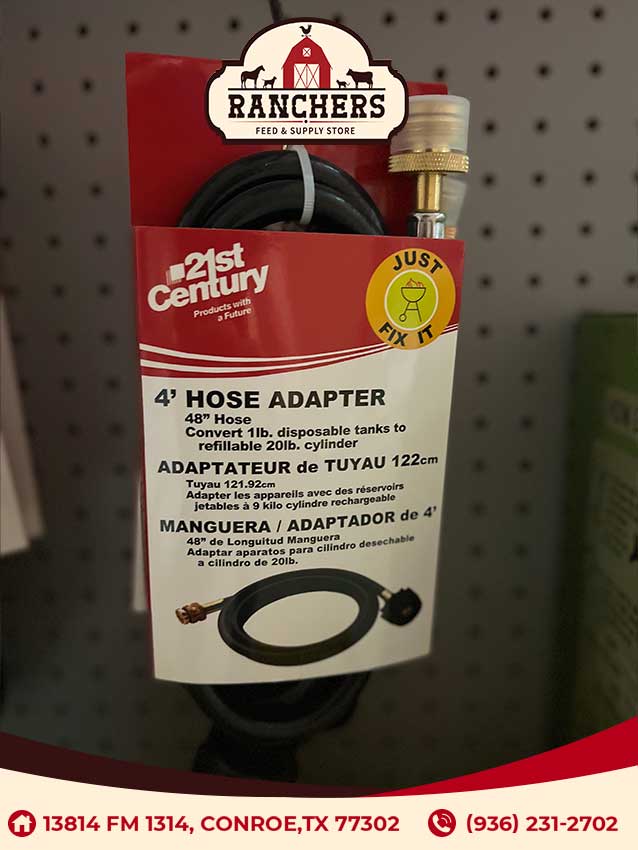 RANCHERS
FEED & SUPPLY STORE
21st
Century
Products with
a Future
JUST
FIX IT
4' HOSE ADAPTER
48” Hose
Convert 1lb. disposable tanks to
refillable 20lb. cylinder
ADAPTATEUR de TUYAU 122cm
Tuyau 121.92cm
Adapter les appareils avec des réservoirs
jetables à 9 kilo cylindre rechargeable
MANGUERA / ADAPTADOR de 4'
48” de Longuitud Manguera
Adaptar aparatos para cilindro desechable
a cilindro de 20lb.
13814 FM 1314, CONROE,TX 77302
(936) 231-2702